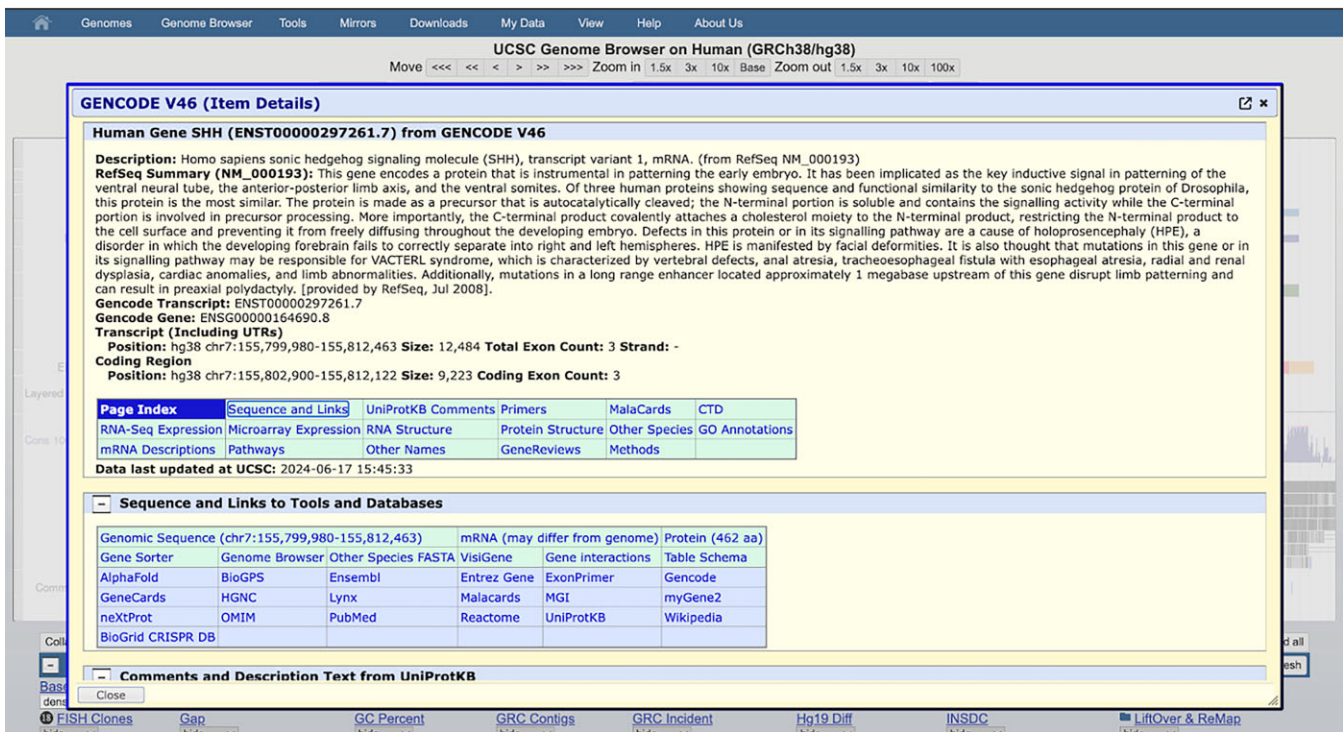 Genomes Genome Browser Tools Mirrors Downloads My Data View Help About Us
UCSC Genome Browser on Human (GRCh38/hg38)
Move <<< << < > >> >>> Zoom in 1.5x 3x 10x Base Zoom out 1.5x 3x 10x 100x
GENCODE V46 (Item Details)
Human Gene SHH (ENST00000297261.7) from GENCODE V46
Description: Homo sapiens sonic hedgehog signaling molecule (SHH), transcript variant 1, mRNA. (from RefSeq NM_000193)
RefSeq Summary (NM_000193): This gene encodes a protein that is instrumental in patterning the early embryo. It has been implicated as the key inductive signal in patterning of the
ventral neural tube, the anterior-posterior limb axis, and the ventral somites. Of three human proteins showing sequence and functional similarity to the sonic hedgehog protein of Drosophila,
this protein is the most similar. The protein is made as a precursor that is autocatalytically cleaved; the N-terminal portion is soluble and contains the signalling activity while the C-terminal
portion is involved in precursor processing. More importantly, the C-terminal product covalently attaches a cholesterol moiety to the N-terminal product, restricting the N-terminal product to
the cell surface and preventing it from freely diffusing throughout the developing embryo. Defects in this protein or in its signalling pathway are a cause of holoprosencephaly (HPE), a
disorder in which the developing forebrain fails to correctly separate into right and left hemispheres. HPE is manifested by facial deformities. It is also thought that mutations in this gene or in
its signalling pathway may be responsible for VACTERL syndrome, which is characterized by vertebral defects, anal atresia, tracheoesophageal fistula with esophageal atresia, radial and renal
dysplasia, cardiac anomalies, and limb abnormalities. Additionally, mutations in a long range enhancer located approximately 1 megabase upstream of this gene disrupt limb patterning and
can result in preaxial polydactyly. [provided by RefSeq, Jul 2008].
Gencode Transcript: ENST00000297261.7
Gencode Gene: ENSG00000164690.8
Transcript (Including UTRs)
Position: hg38 chr7:155,799,980-155,812,463 Size: 12,484 Total Exon Count: 3 Strand: -
Coding Region
Position: hg38 chr7:155,802,900-155,812,122 Size: 9,223 Coding Exon Count: 3
Page Index Sequence and Links UniProtKB Comments Primers MalaCards CTD
RNA-Seq Expression Microarray Expression RNA Structure Protein Structure Other Species GO Annotations
mRNA Descriptions Pathways Other Names GeneReviews Methods
Data last updated at UCSC: 2024-06-17 15:45:33
Sequence and Links to Tools and Databases
Genomic Sequence (chr7:155,799,980-155,812,463) mRNA (may differ from genome) Protein (462 aa)
Gene Sorter Genome Browser Other Species FASTA VisiGene Gene interactions Table Schema
AlphaFold BioGPS Ensembl Entrez Gene ExonPrimer Gencode
GeneCards HGNC Lynx Malacards MGI myGene2
neXtProt OMIM PubMed Reactome UniProtKB Wikipedia
BioGrid CRISPR DB
Comments and Description Text from UniProtKB
Close
Layered
Cons 10
Comm
Coll
d all
esh
Base
dens
18 FISH Clones Gap GC Percent GRC Contigs GRC Incident Hg19 Diff INSDC LiftOver & ReMap